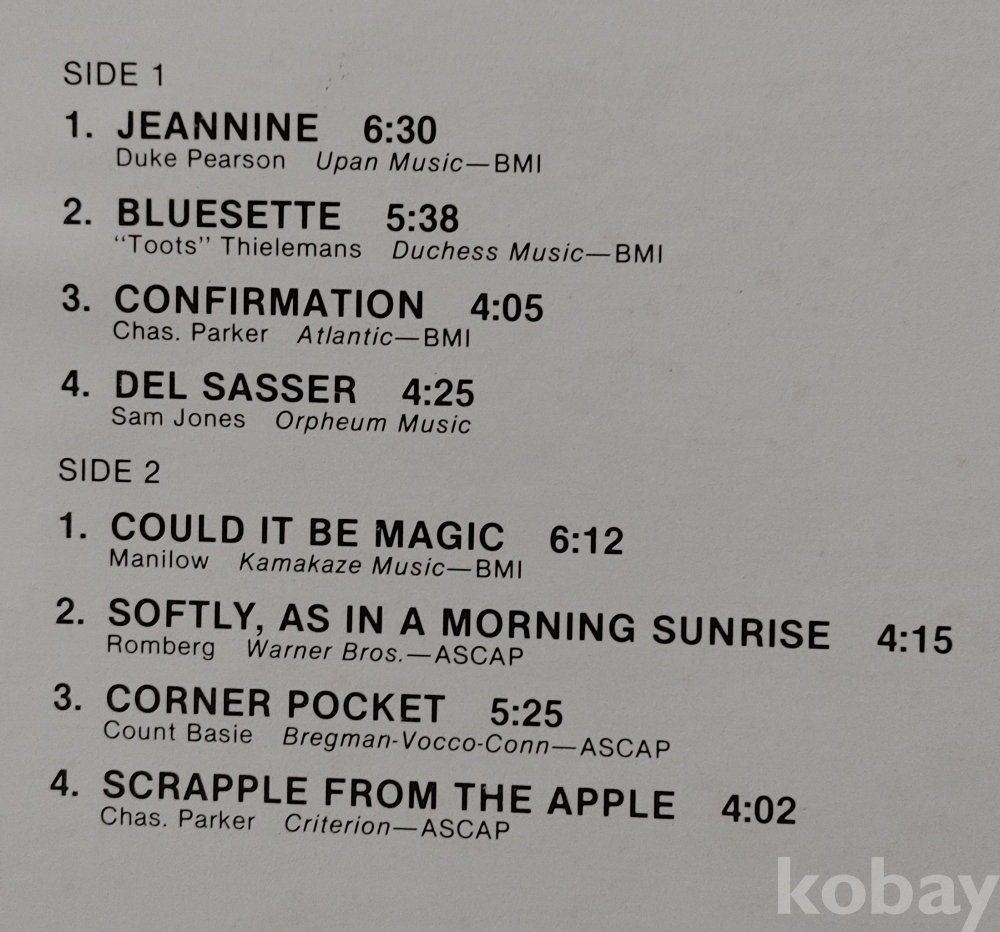 SIDE 1
1. JEANNINE 6:30
Duke Pearson Upan Music—BMI
2. BLUESETTE 5:38
“Toots” Thielemans Duchess Music—BMI
3. CONFIRMATION 4:05
Chas. Parker Atlantic—BMI
4. DEL SASSER 4:25
Sam Jones Orpheum Music
SIDE 2
1. COULD IT BE MAGIC 6:12
Manilow Kamakaze Music—BMI
2. SOFTLY, AS IN A MORNING SUNRISE 4:15
Romberg Warner Bros.—ASCAP
3. CORNER POCKET 5:25
Count Basie Bregman-Vocco-Conn—ASCAP
4. SCRAPPLE FROM THE APPLE 4:02
Chas. Parker Criterion—ASCAP
kobay